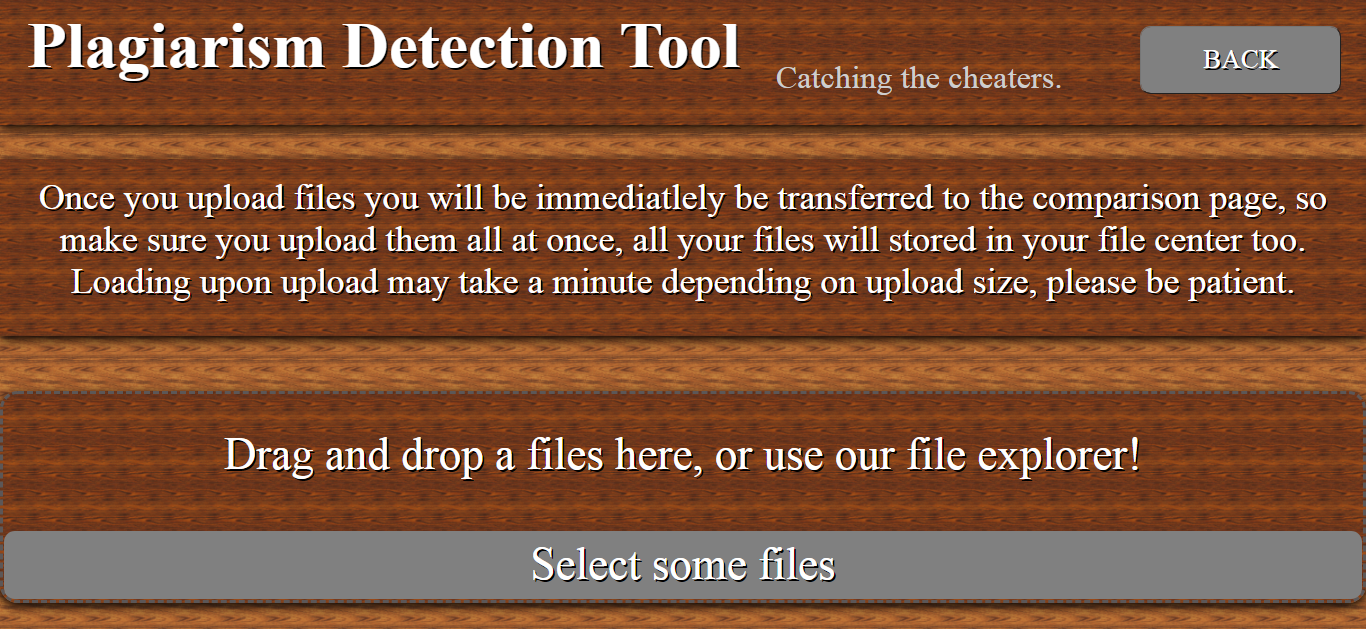 Plagiarism Detection Tool
Catching the cheaters.
BACK
Once you upload files you will be immediatlely be transferred to the comparison page, so
make sure you upload them all at once, all your files will stored in your file center too.
Loading upon upload may take a minute depending on upload size, please be patient.
Drag and drop a files here, or use our file explorer!
Select some files